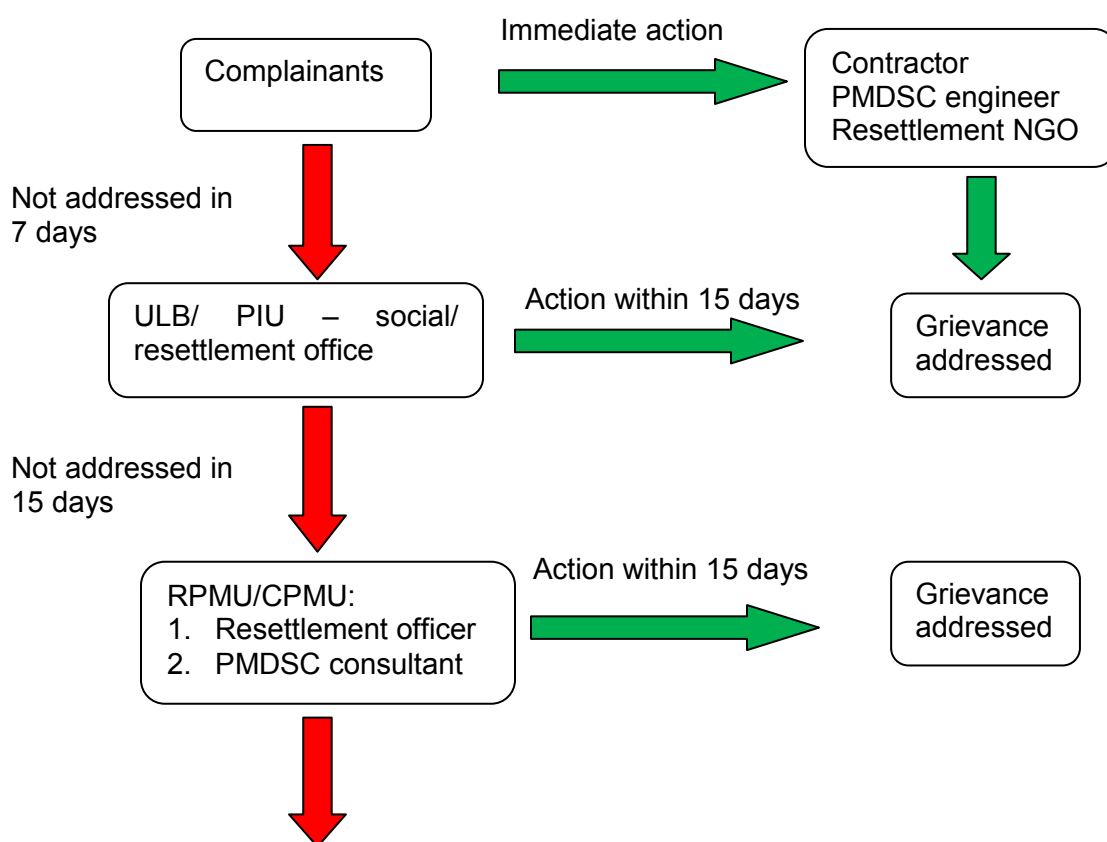 Immediate action
Complainants
Contractor
PMDSC engineer
Resettlement NGO
Not addressed in
7 days
ULB/ PIU – social/
resettlement office
Action within 15 days
Grievance
addressed
Not addressed in
15 days
RPMU/CPMU:
1. Resettlement officer
2. PMDSC consultant
Action within 15 days
Grievance
addressed